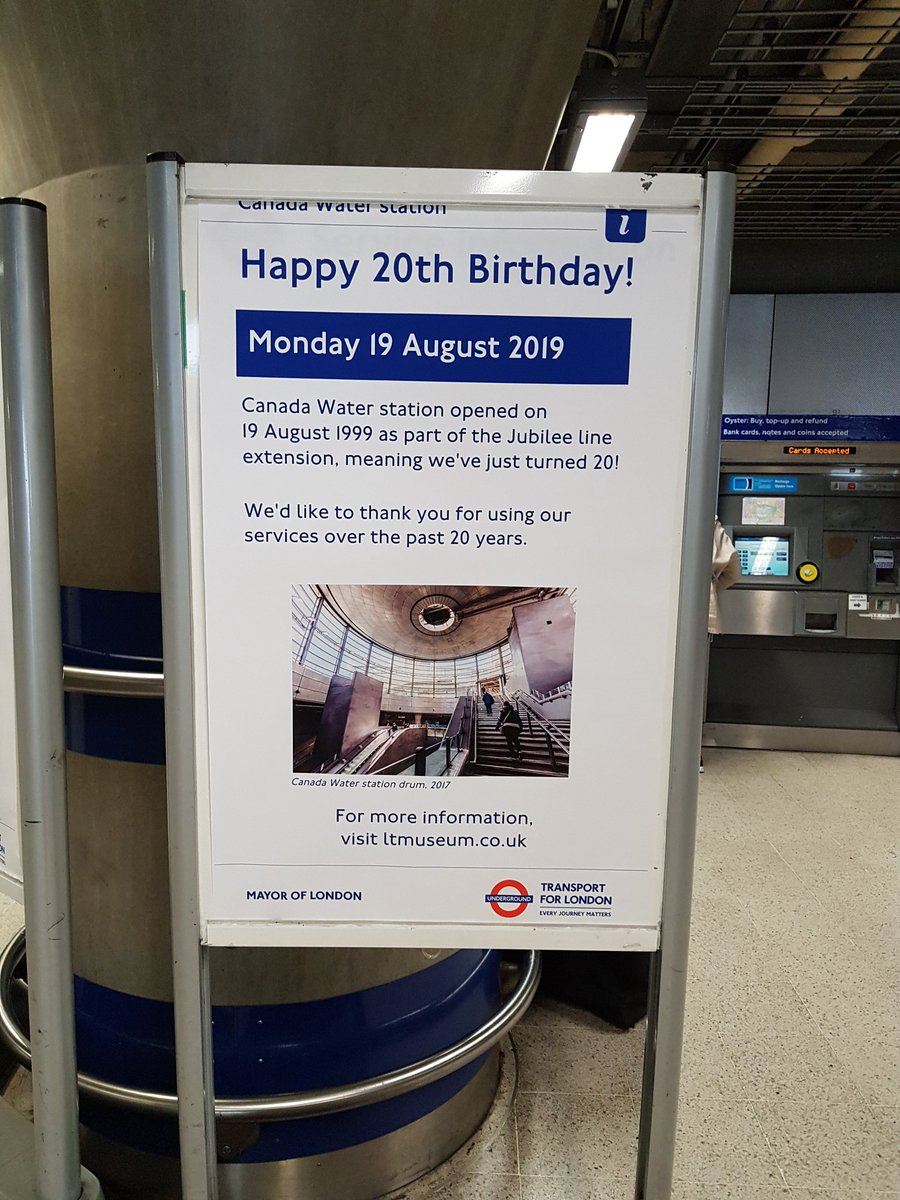 Canada Water station
i
Happy 20th Birthday!
Monday 19 August 2019
Canada Water station opened on
19 August 1999 as part of the Jubilee line
extension, meaning we've just turned 20!
We'd like to thank you for using our
services over the past 20 years.
Canada Water station drum, 2017
For more information,
visit ltmuseum.co.uk
MAYOR OF LONDON
UNDERGROUND
TRANSPORT
FOR LONDON
EVERY JOURNEY MATTERS
Oyster: Buy, top-up and refund
Bank cards, notes and coins accepted
Cards Accepted